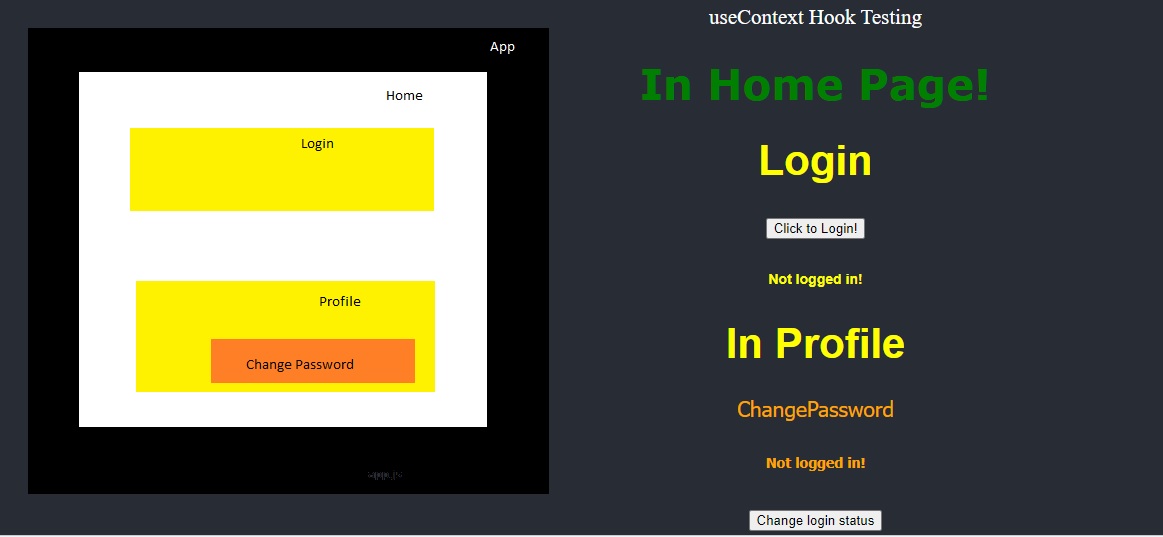 App
Home
Login
Profile
Change Password
useContext Hook Testing
In Home Page!
Login
Click to Login!
Not logged in!
In Profile
ChangePassword
Not logged in!
Change login status